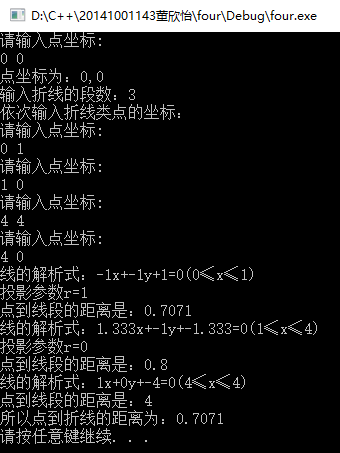 D:\C++\20141001143董欣怡\four\Debug\four.exe
请输入点坐标:
0 0
点坐标为：0,0
输入折线的段数：3
依次输入折线类点的坐标：
请输入点坐标:
0 1
请输入点坐标:
1 0
请输入点坐标:
4 4
请输入点坐标:
4 0
线的解析式：-1x+-1y+1=0(0≤x≤1)
投影参数r=1
点到线段的距离是：0.7071
线的解析式：1.333x+-1y+-1.333=0(1≤x≤4)
投影参数r=0
点到线段的距离是：0.8
线的解析式：1x+0y+-4=0(4≤x≤4)
点到线段的距离是：4
所以点到折线的距离为：0.7071
请按任意键继续. . .